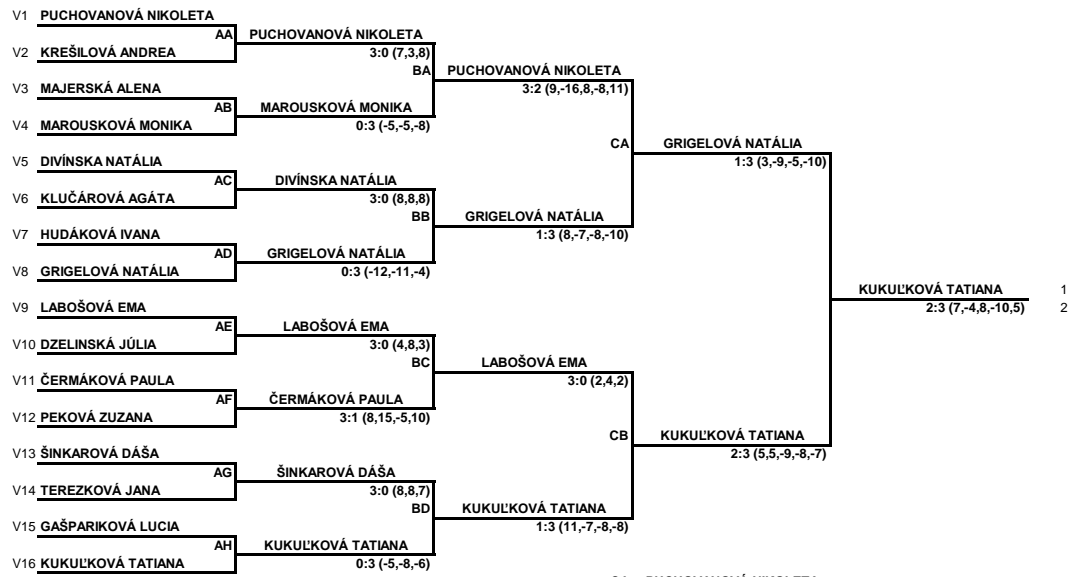 V1 PUCHOVANOVÁ NIKOLETA
AA PUCHOVANOVÁ NIKOLETA
V2 KREŠILOVÁ ANDREA 3:0 (7,3,8)
BA PUCHOVANOVÁ NIKOLETA
V3 MAJERSKÁ ALENA 3:2 (9,-16,8,-8,11)
AB MAROUSKOVÁ MONIKA
V4 MAROUSKOVÁ MONIKA 0:3 (-5,-5,-8)
CA GRIGELOVÁ NATÁLIA
V5 DIVÍNSKA NATÁLIA 1:3 (3,-9,-5,-10)
AC DIVÍNSKA NATÁLIA
V6 KLUČÁROVÁ AGÁTA 3:0 (8,8,8)
BB GRIGELOVÁ NATÁLIA
V7 HUDÁKOVÁ IVANA 1:3 (8,-7,-8,-10)
AD GRIGELOVÁ NATÁLIA
V8 GRIGELOVÁ NATÁLIA 0:3 (-12,-11,-4)
KUKUĽKOVÁ TATIANA 1
V9 LABOŠOVÁ EMA 2:3 (7,-4,8,-10,5) 2
AE LABOŠOVÁ EMA
V10 DZELINSKÁ JÚLIA 3:0 (4,8,3)
BC LABOŠOVÁ EMA
V11 ČERMÁKOVÁ PAULA 3:0 (2,4,2)
AF ČERMÁKOVÁ PAULA
V12 PEKOVÁ ZUZANA 3:1 (8,15,-5,10)
CB KUKUĽKOVÁ TATIANA
V13 ŠINKAROVÁ DÁŠA 2:3 (5,5,-9,-8,-7)
AG ŠINKAROVÁ DÁŠA
V14 TEREZKOVÁ JANA 3:0 (8,8,7)
BD KUKUĽKOVÁ TATIANA
V15 GAŠPARIKOVÁ LUCIA 1:3 (11,-7,-8,-8)
AH KUKUĽKOVÁ TATIANA
V16 KUKUĽKOVÁ TATIANA 0:3 (-5,-8,-6)